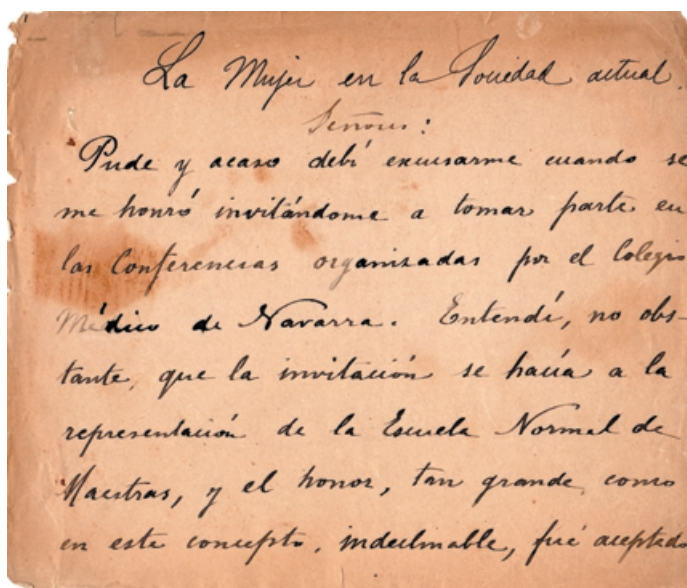 La Mujer en la Sociedad actual.
Señores:
Pude y acaso debí excusarme cuando se
me honró invitándome a tomar parte en
las Conferencias organizadas por el Colegio
Médico de Navarra. Entendí, no obs-
tante, que la invitación se hacía a la
representación de la Escuela Normal de
Maestras, y el honor, tan grande, como
en este concepto, indeclinable, fué aceptado